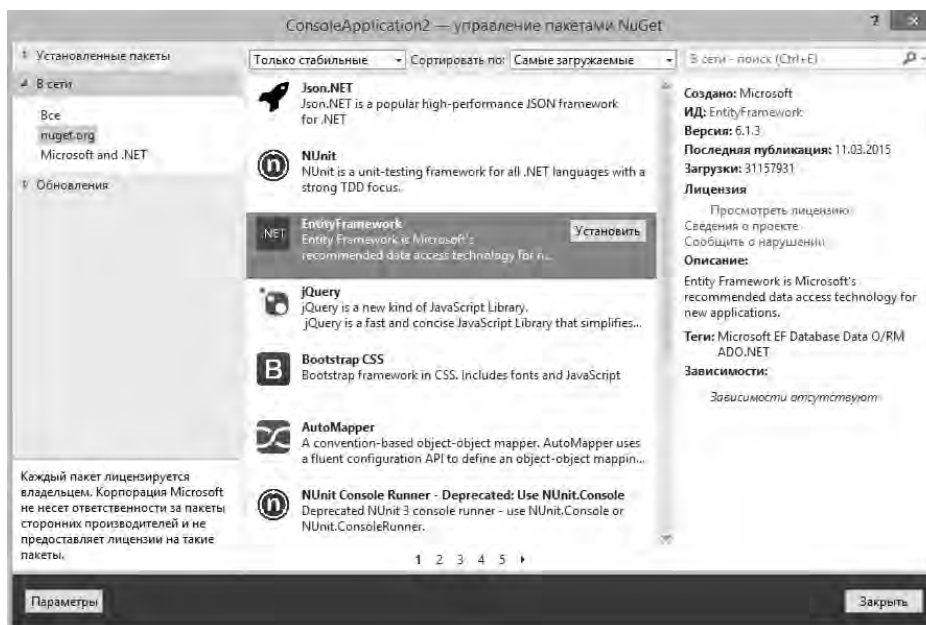 ConsoleApplication2 — управление пакетами NuGet
Установленные пакеты
В сети
Все
nuget.org
Microsoft and .NET
Обновления
Каждый пакет лицензируется
владельцем. Корпорация Microsoft
не несет ответственности за пакеты
сторонних производителей и не
предоставляет лицензии на такие
пакеты.
Только стабильные Сортировать по: Самые загружаемые
Json.NET
Json.NET is a popular high-performance JSON framework
for .NET
NUnit
NUnit is a unit-testing framework for all .NET languages with a
strong TDD focus.
.NET
EntityFramework
Entity Framework is Microsoft's
recommended data access technology for n...
Установить
jQuery
jQuery is a new kind of JavaScript Library.
jQuery is a fast and concise JavaScript Library that simplifies...
B
Bootstrap CSS
Bootstrap framework in CSS. Includes fonts and JavaScript
AutoMapper
A convention-based object-object mapper. AutoMapper uses
a fluent configuration API to define an object-object mappin...
NUnit Console Runner - Deprecated: Use NUnit.Console
Deprecated NUnit 3 console runner - use NUnit.Console or
NUnit.ConsoleRunner.
1 2 3 4 5
В сети - поиск (Ctrl+E)
Создано: Microsoft
ИД: EntityFramework
Версия: 6.1.3
Последняя публикация: 11.03.2015
Загрузки: 31157931
Лицензия
Просмотреть лицензию
Сведения о проекте
Сообщить о нарушении
Описание:
Entity Framework is Microsoft's
recommended data access technology for
new applications.
Теги: Microsoft EF Database Data O/RM
ADO.NET
Зависимости:
Зависимости отсутствуют
Параметры
Закрыть